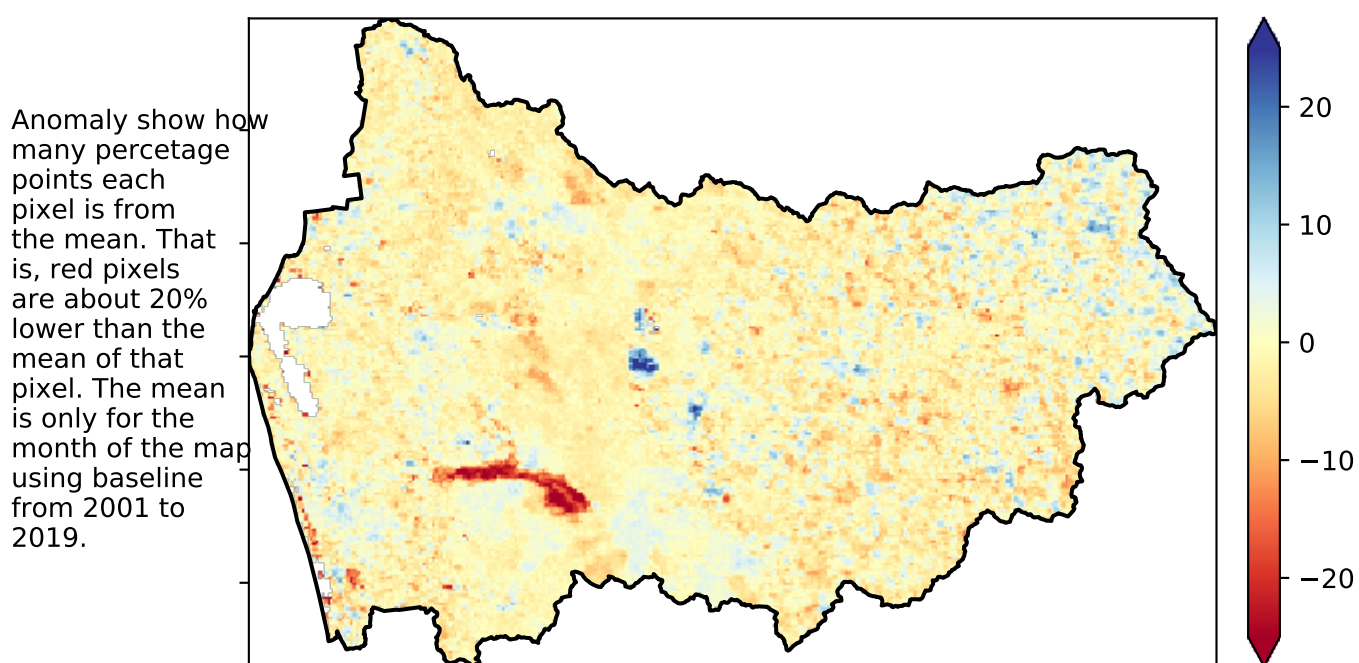 Anomaly show how
many percetage
points each
pixel is from
the mean. That
is, red pixels
are about 20%
lower than the
mean of that
pixel. The mean
is only for the
month of the map
using baseline
from 2001 to
2019.
20
10
0
−10
−20